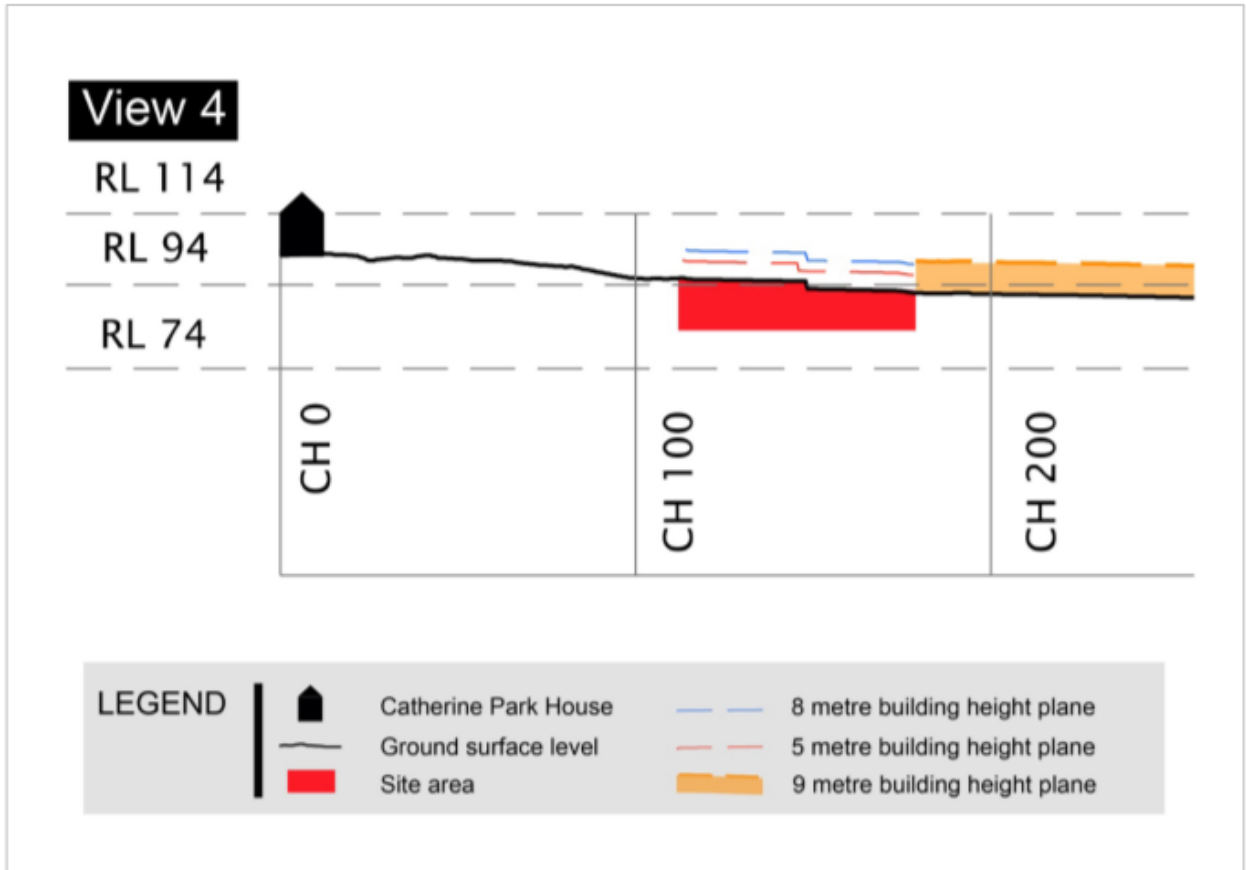 View 4
RL 114
RL 94
RL 74
CH 0
CH 100
CH 200
LEGEND
Catherine Park House
Ground surface level
Site area
8 metre building height plane
5 metre building height plane
9 metre building height plane